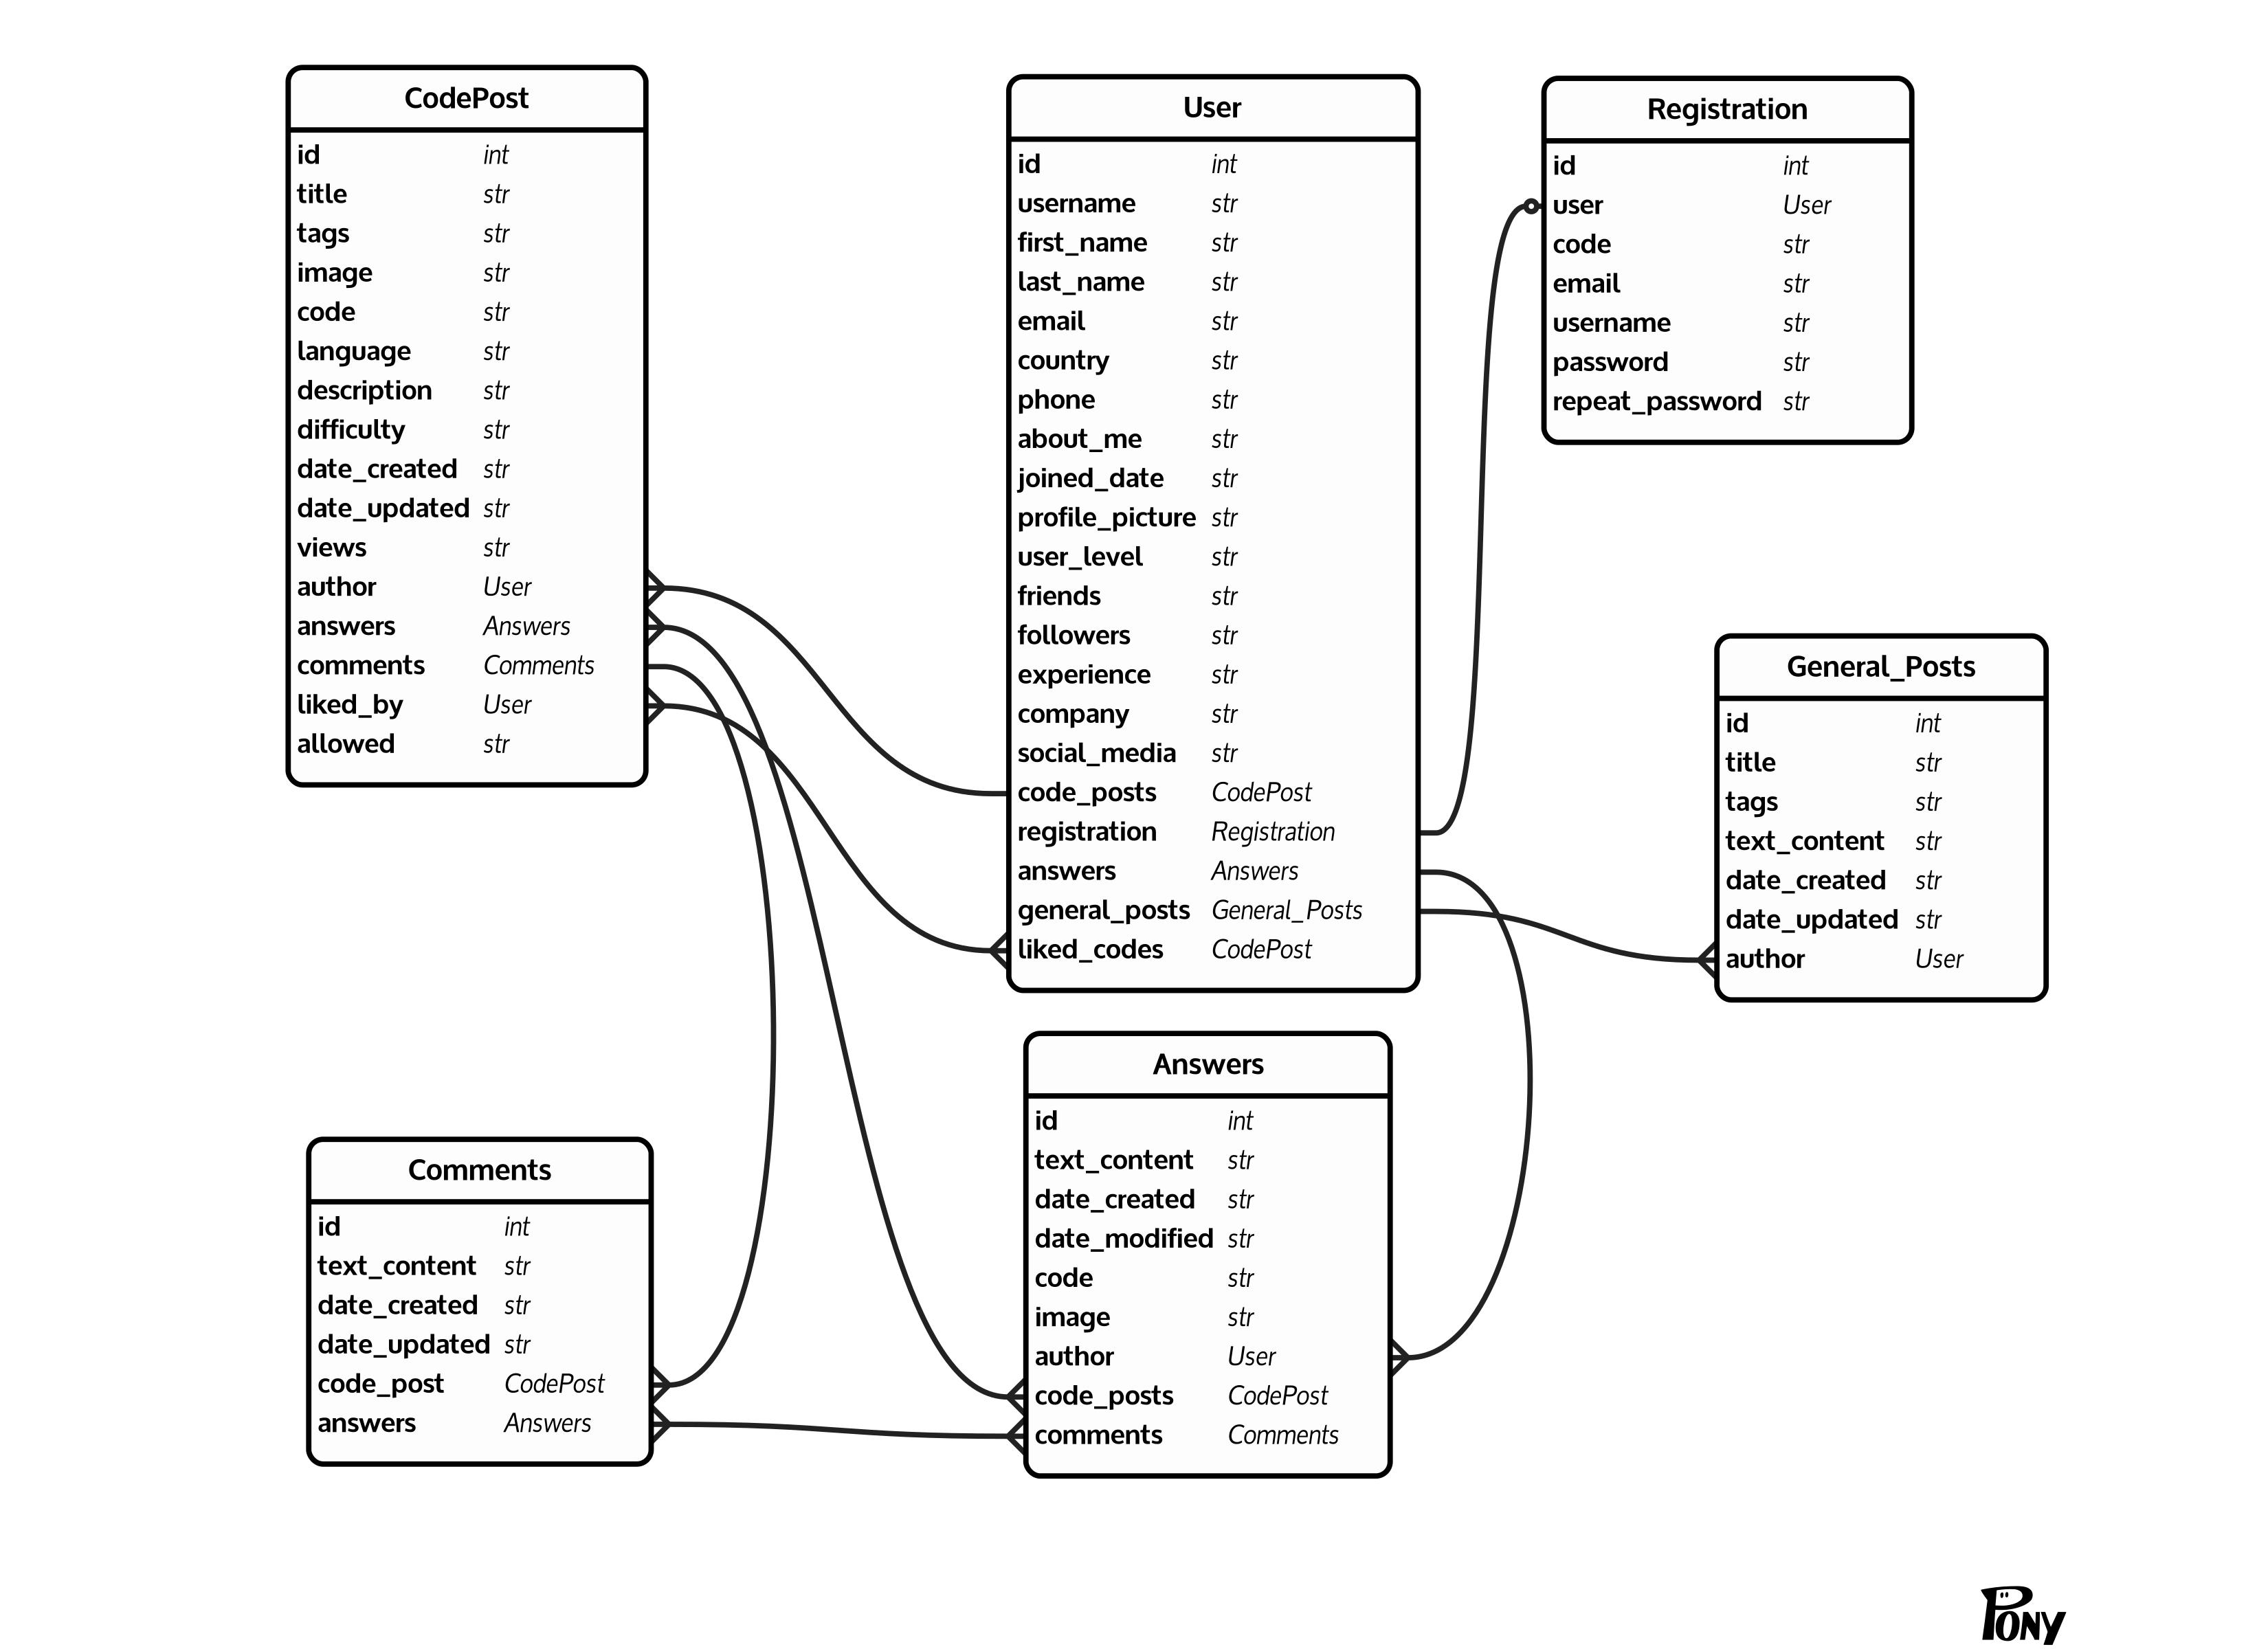 CodePost
id int
title str
tags str
image str
code str
language str
description str
difficulty str
date_created str
date_updated str
views str
author User
answers Answers
comments Comments
liked_by User
allowed str
User
id int
username str
first_name str
last_name str
email str
country str
phone str
about_me str
joined_date str
profile_picture str
user_level str
friends str
followers str
experience str
company str
social_media str
code_posts CodePost
registration Registration
answers Answers
general_posts General_Posts
liked_codes CodePost
Registration
id int
user User
code str
email str
username str
password str
repeat_password str
General_Posts
id int
title str
tags str
text_content str
date_created str
date_updated str
author User
Comments
id int
text_content str
date_created str
date_updated str
code_post CodePost
answers Answers
Answers
id int
text_content str
date_created str
date_modified str
code str
image str
author User
code_posts CodePost
comments Comments
PONY